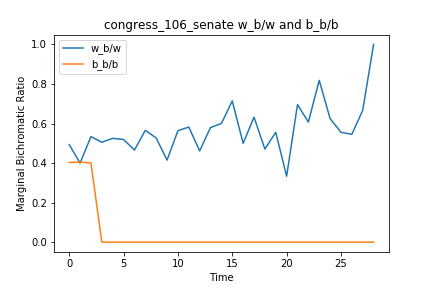 congress_106_senate w_b/w and b_b/b
w_b/w
b_b/b
Marginal Bichromatic Ratio
1.0
0.8
0.6
0.4
0.2
0.0
0 5 10 15 20 25
Time